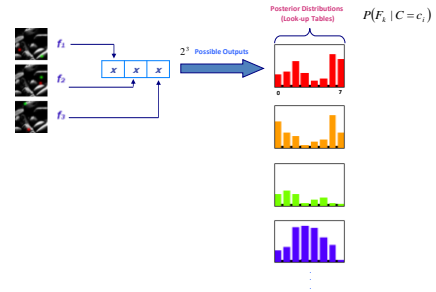 Posterior Distributions
(Look-up Tables)
P(F_k | C = c_i)
f₁
f₂
f₃
x x x
2³ Possible Outputs
0 7